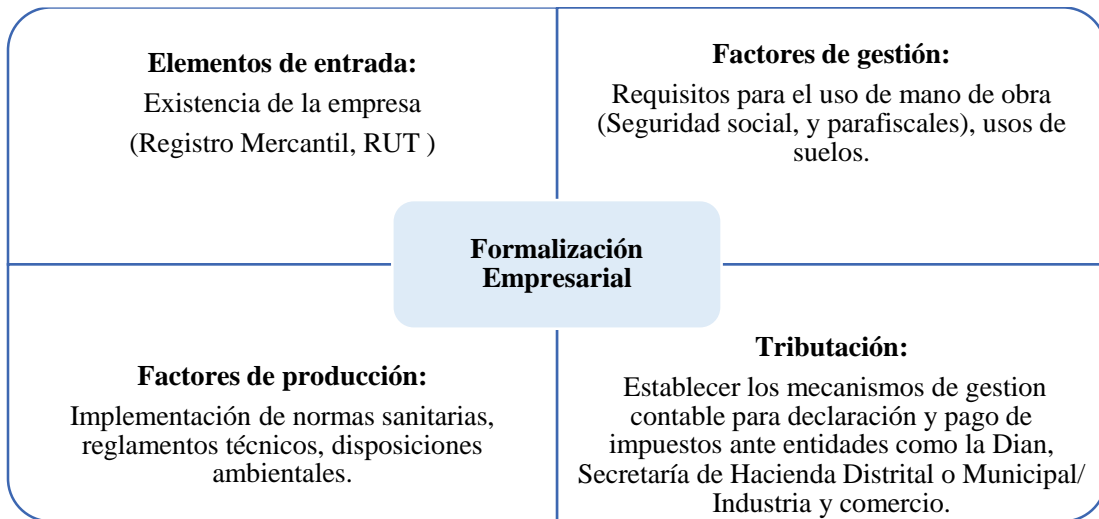 Elementos de entrada:
Existencia de la empresa
(Registro Mercantil, RUT )
Factores de gestión:
Requisitos para el uso de mano de obra
(Seguridad social, y parafiscales), usos de
suelos.
Formalización
Empresarial
Factores de producción:
Implementación de normas sanitarias,
reglamentos técnicos, disposiciones
ambientales.
Tributación:
Establecer los mecanismos de gestion
contable para declaración y pago de
impuestos ante entidades como la Dian,
Secretaría de Hacienda Distrital o Municipal/
Industria y comercio.